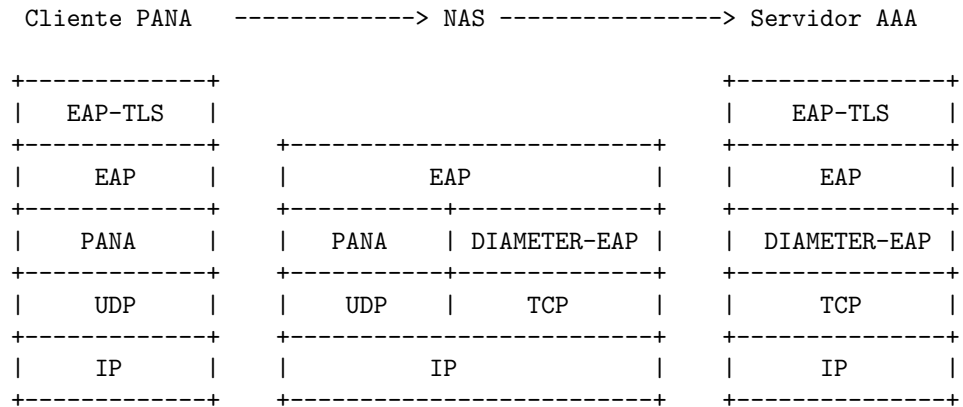 Cliente PANA -------------> NAS ----------------> Servidor AAA
EAP-TLS EAP-TLS
EAP EAP EAP
PANA PANA DIAMETER-EAP DIAMETER-EAP
UDP UDP TCP TCP
IP IP IP